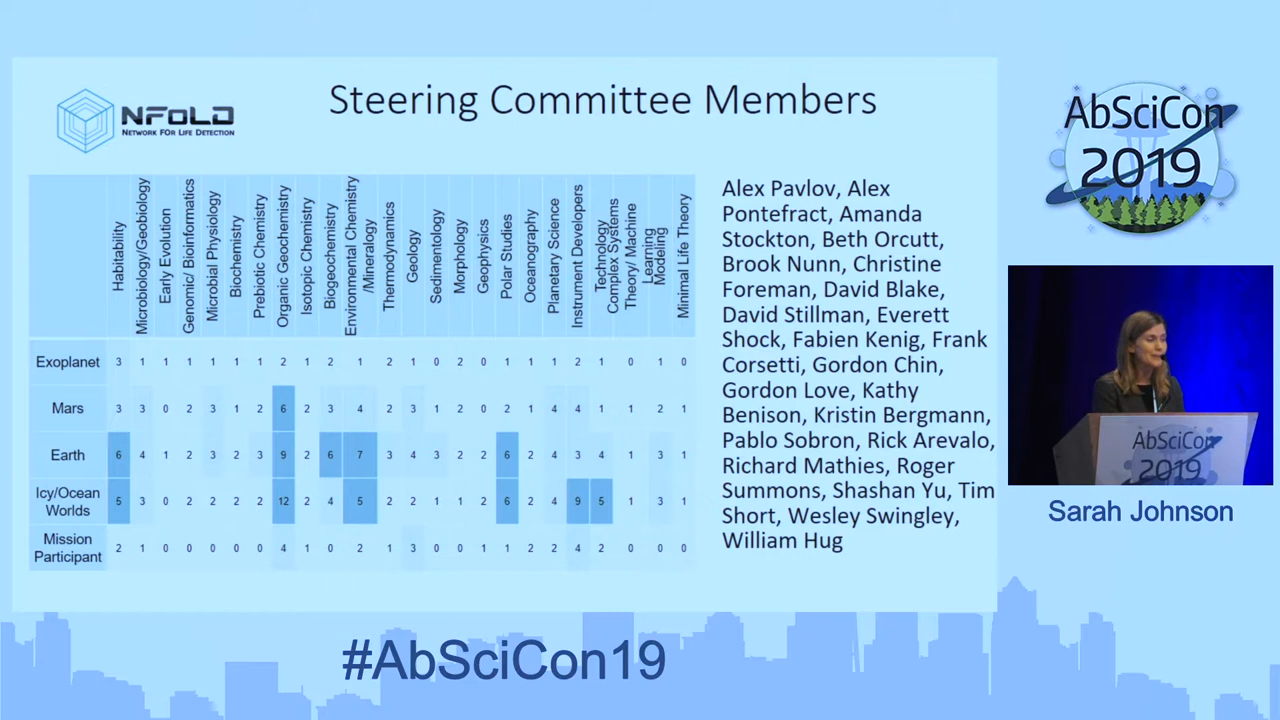 NFoLD
NETWORK FOR LIFE DETECTION
Steering Committee Members
Habitability
Microbiology/Geobiology
Early Evolution
Genomic/ Bioinformatics
Microbial Physiology
Biochemistry
Prebiotic Chemistry
Organic Geochemistry
Isotopic Chemistry
Biogeochemistry
Environmental Chemistry
/Mineralogy
Thermodynamics
Geology
Sedimentology
Morphology
Geophysics
Polar Studies
Oceanography
Planetary Science
Instrument Developers
Technology
Complex Systems
Theory/ Machine
Learning
Modeling
Minimal Life Theory
Exoplanet 3 1 1 1 1 1 1 2 1 2 1 2 1 0 1 0 1 1 1 2 1 0 1 0
Mars 3 3 0 2 3 1 2 6 2 3 4 2 3 1 2 0 2 1 4 4 1 1 2 1
Earth 6 4 1 2 3 2 3 9 2 6 7 3 4 3 2 2 6 2 4 3 4 1 3 1
Icy/Ocean
Worlds 5 3 0 2 2 2 2 12 2 4 5 2 2 1 1 2 6 2 4 9 5 1 3 1
Mission
Participant 2 1 0 0 0 0 0 4 1 0 2 1 3 0 0 1 1 2 2 4 2 0 0 0
Alex Pavlov, Alex
Pontefract, Amanda
Stockton, Beth Orcutt,
Brook Nunn, Christine
Foreman, David Blake,
David Stillman, Everett
Shock, Fabien Kenig, Frank
Corsetti, Gordon Chin,
Gordon Love, Kathy
Benison, Kristin Bergmann,
Pablo Sobron, Rick Arevalo,
Richard Mathies, Roger
Summons, Shashan Yu, Tim
Short, Wesley Swingley,
William Hug
AbSciCon
2019
AbSciCon
2019
Sarah Johnson
#AbSciCon19